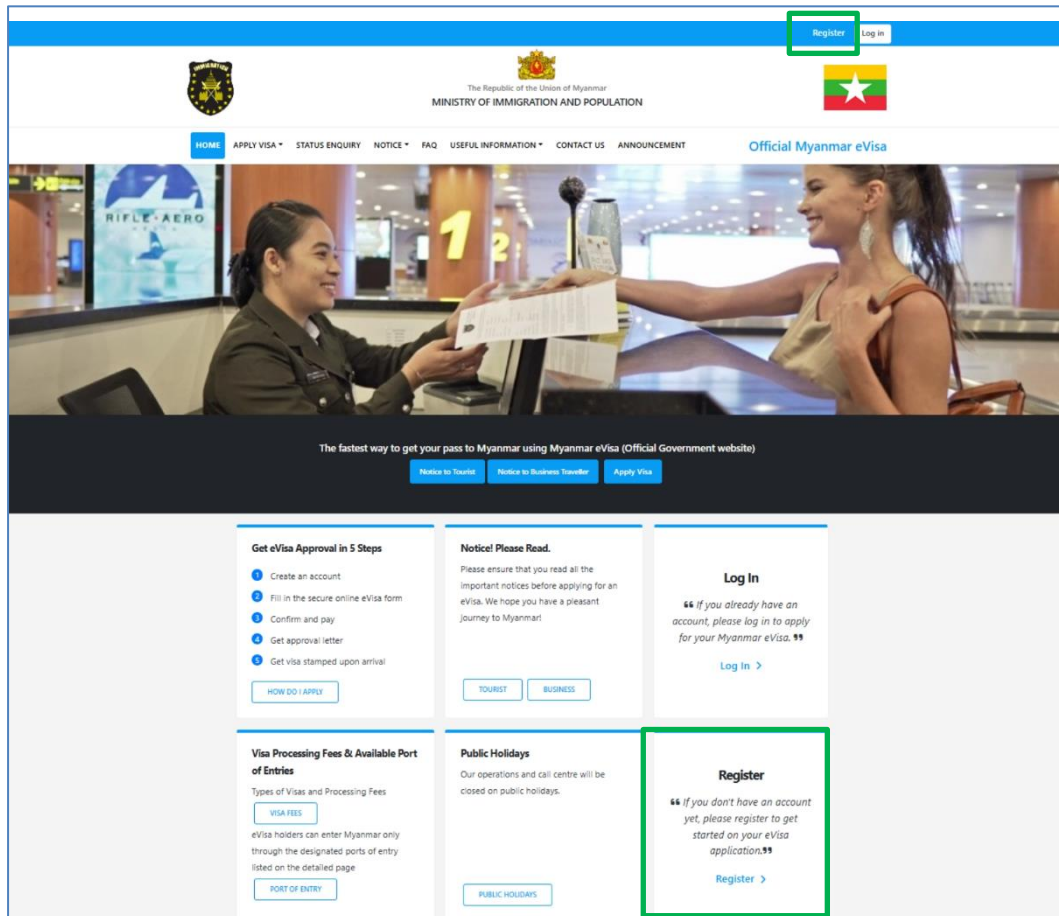 Register Log in
IMMIGRATION
The Republic of the Union of Myanmar
MINISTRY OF IMMIGRATION AND POPULATION
HOME APPLY VISA STATUS ENQUIRY NOTICE FAQ USEFUL INFORMATION CONTACT US ANNOUNCEMENT Official Myanmar eVisa
RIFLE-AERO
1
2
The fastest way to get your pass to Myanmar using Myanmar eVisa (Official Government website)
Notice to Tourist Notice to Business Traveller Apply Visa
Get eVisa Approval in 5 Steps
1 Create an account
2 Fill in the secure online eVisa form
3 Confirm and pay
4 Get approval letter
5 Get visa stamped upon arrival
HOW DO I APPLY
Notice! Please Read.
Please ensure that you read all the
important notices before applying for an
eVisa. We hope you have a pleasant
journey to Myanmar!
TOURIST BUSINESS
Log In
❝ If you already have an
account, please log in to apply
for your Myanmar eVisa. ❞
Log In >
Visa Processing Fees & Available Port
of Entries
Types of Visas and Processing Fees
VISA FEES
eVisa holders can enter Myanmar only
through the designated ports of entry
listed on the detailed page
PORT OF ENTRY
Public Holidays
Our operations and call centre will be
closed on public holidays.
PUBLIC HOLIDAYS
Register
❝ If you don't have an account
yet, please register to get
started on your eVisa
application.❞
Register >